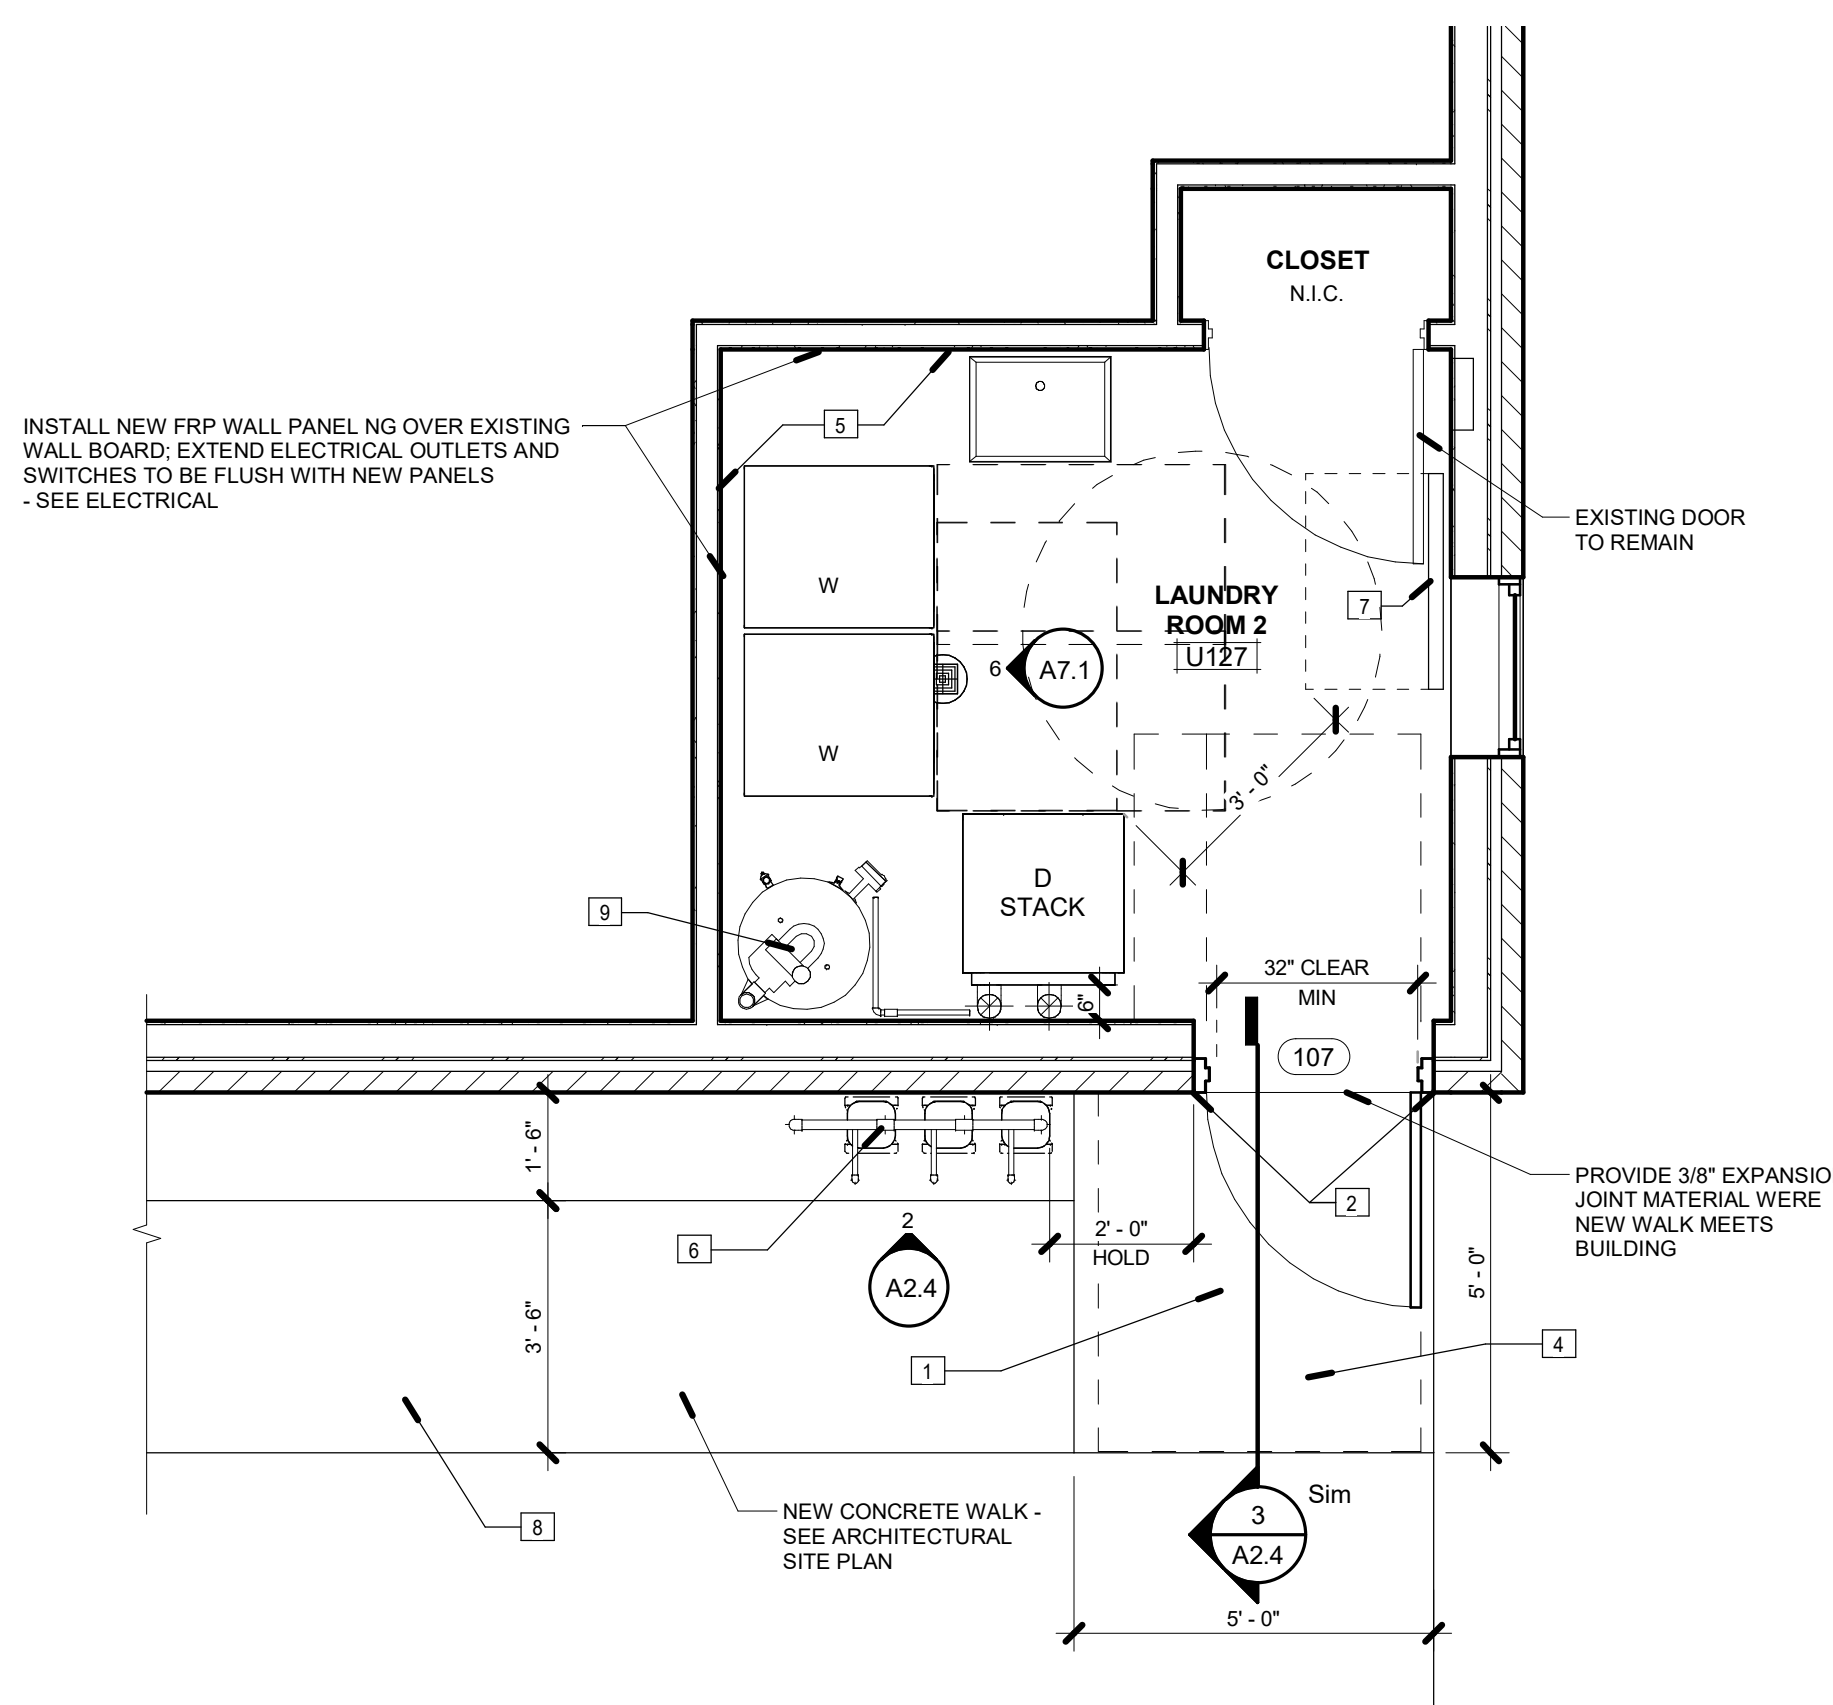 CLOSET
N.I.C.
INSTALL NEW FRP WALL PANEL NG OVER EXISTING
WALL BOARD; EXTEND ELECTRICAL OUTLETS AND
SWITCHES TO BE FLUSH WITH NEW PANELS
- SEE ELECTRICAL
5
EXISTING DOOR
TO REMAIN
W
LAUNDRY
ROOM 2
U127
7
6
A7.1
W
3' - 0"
D
STACK
9
32" CLEAR
MIN
6"
107
1' - 6"
PROVIDE 3/8" EXPANSIO
JOINT MATERIAL WERE
NEW WALK MEETS
BUILDING
2
6
2
A2.4
2' - 0"
HOLD
5' - 0"
3' - 6"
1
4
8
NEW CONCRETE WALK -
SEE ARCHITECTURAL
SITE PLAN
Sim
3
A2.4
5' - 0"